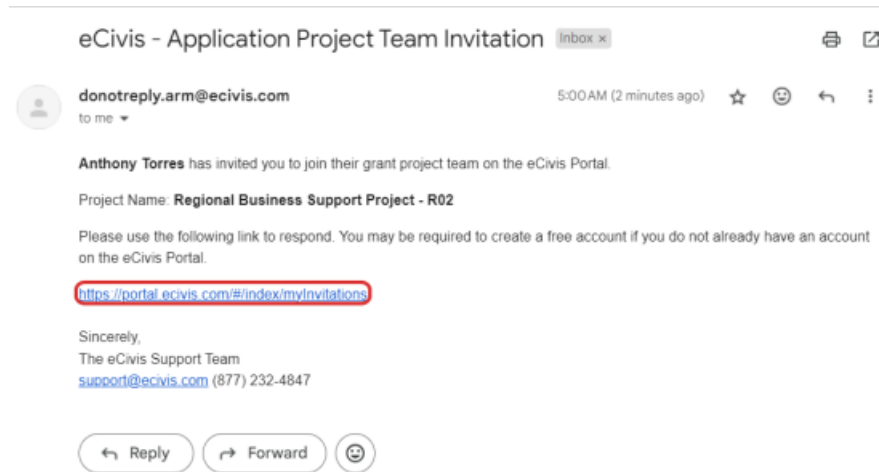 eCivis - Application Project Team Invitation Inbox ×
donotreply.arm@ecivis.com 5:00 AM (2 minutes ago)
to me
Anthony Torres has invited you to join their grant project team on the eCivis Portal.
Project Name: Regional Business Support Project - R02
Please use the following link to respond. You may be required to create a free account if you do not already have an account
on the eCivis Portal.
https://portal.ecivis.com/#/index/myInvitations
Sincerely,
The eCivis Support Team
support@ecivis.com (877) 232-4847
Reply Forward